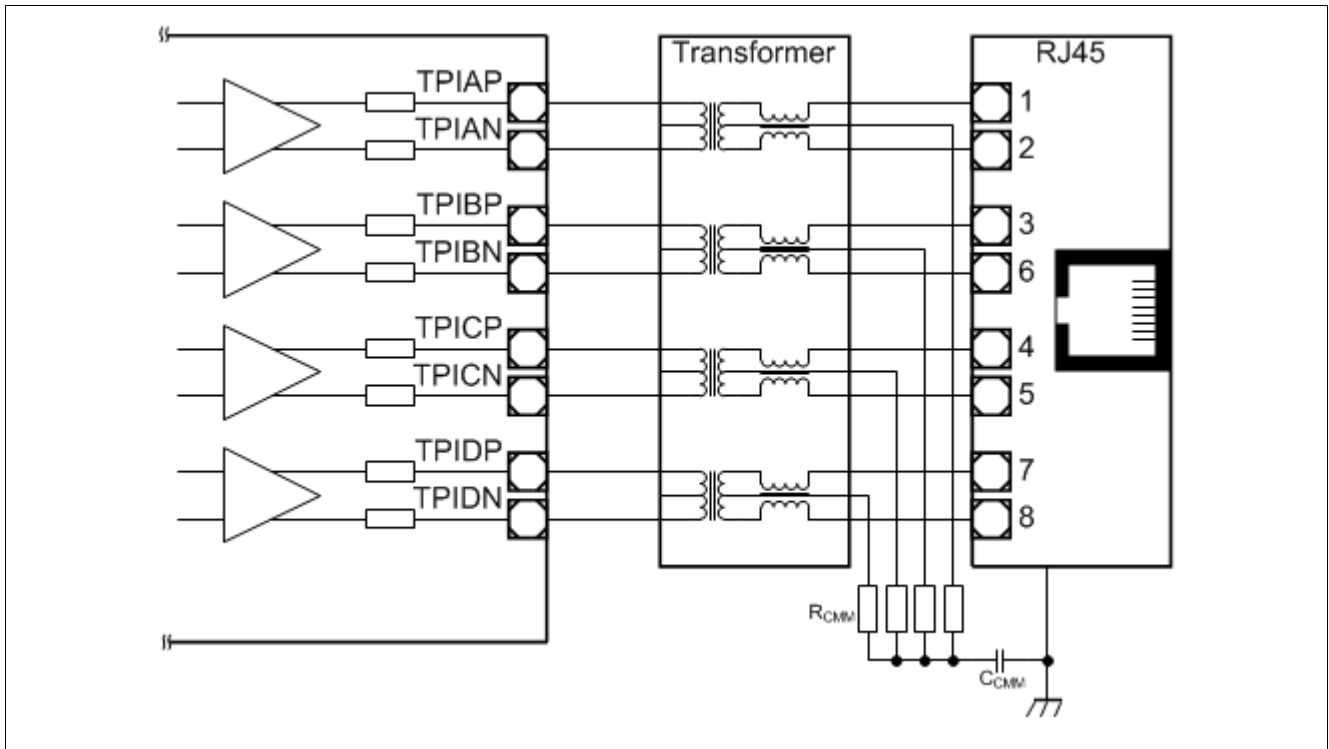 Transformer
RJ45
TPIAP
1
TPIAN
2
TPIBP
3
TPIBN
6
TPICP
4
TPICN
5
TPIDP
7
TPIDN
8
RCMM
CCMM